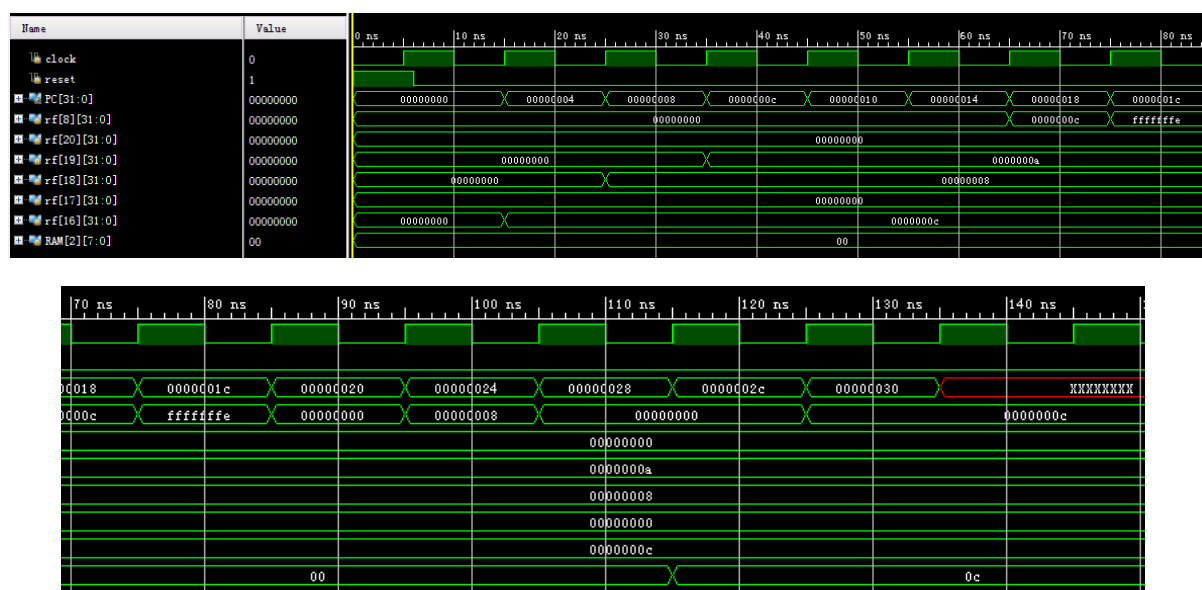 Name Value 0 ns 10 ns 20 ns 30 ns 40 ns 50 ns 60 ns 70 ns 80 ns
clock 0
reset 1
PC[31:0] 00000000 00000000 00000004 00000008 0000000c 00000010 00000014 00000018 0000001c
rf[8][31:0] 00000000 00000000 0000000c fffffffe
rf[20][31:0] 00000000 00000000
rf[19][31:0] 00000000 00000000 0000000a
rf[18][31:0] 00000000 00000000 00000008
rf[17][31:0] 00000000 00000000
rf[16][31:0] 00000000 00000000 0000000c
RAM[2][7:0] 00 00
70 ns 80 ns 90 ns 100 ns 110 ns 120 ns 130 ns 140 ns
0018 0000001c 00000020 00000024 00000028 0000002c 00000030 XXXXXXXX
000c fffffffe 00000000 00000008 00000000 0000000c
00000000
0000000a
00000008
00000000
0000000c
00 0c